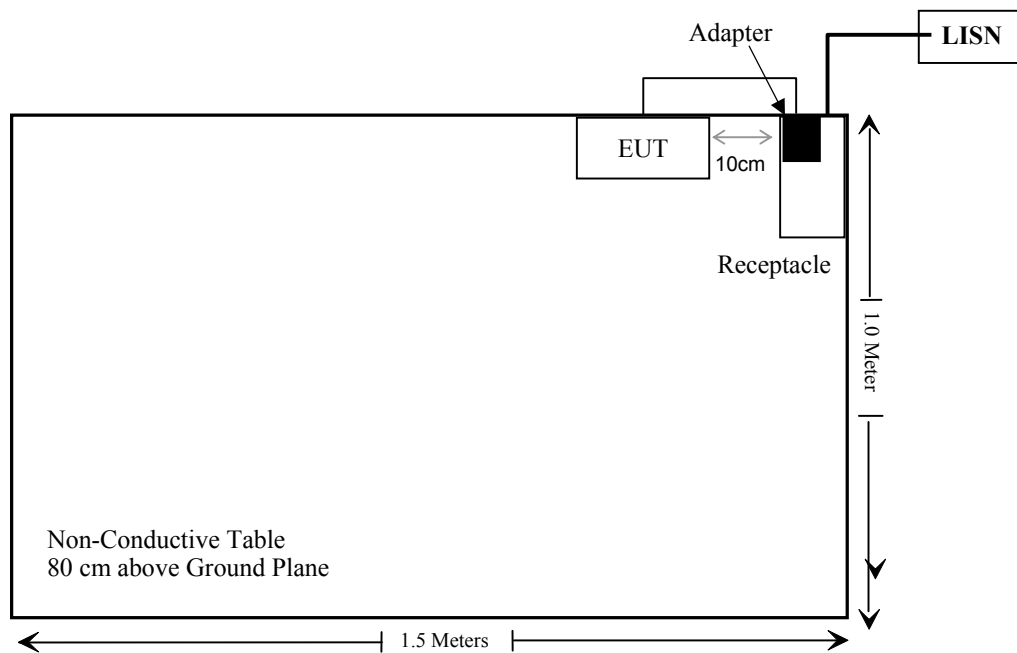 LISN
Adapter
EUT
10cm
Receptacle
1.0 Meter
Non-Conductive Table
80 cm above Ground Plane
1.5 Meters